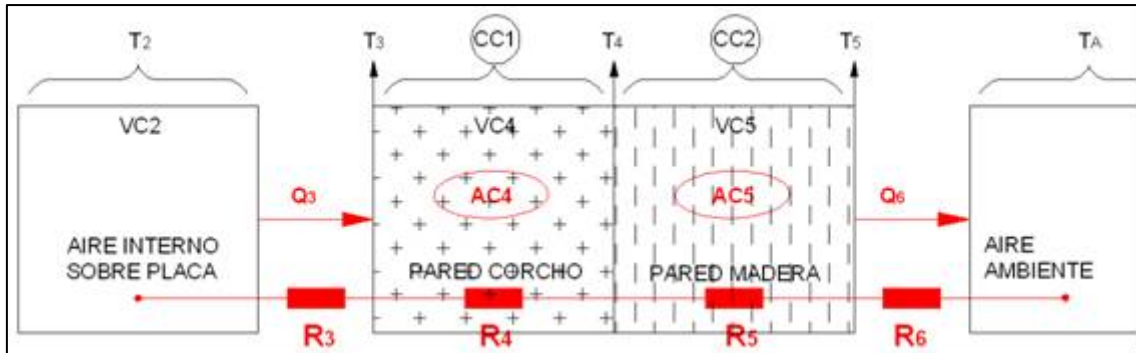 T2 T3 CC1 T4 CC2 T5 TA
VC2 VC4 VC5
Q3 AC4 AC5 Q6
AIRE INTERNO
SOBRE PLACA
PARED CORCHO
PARED MADERA
AIRE
AMBIENTE
R3 R4 R5 R6